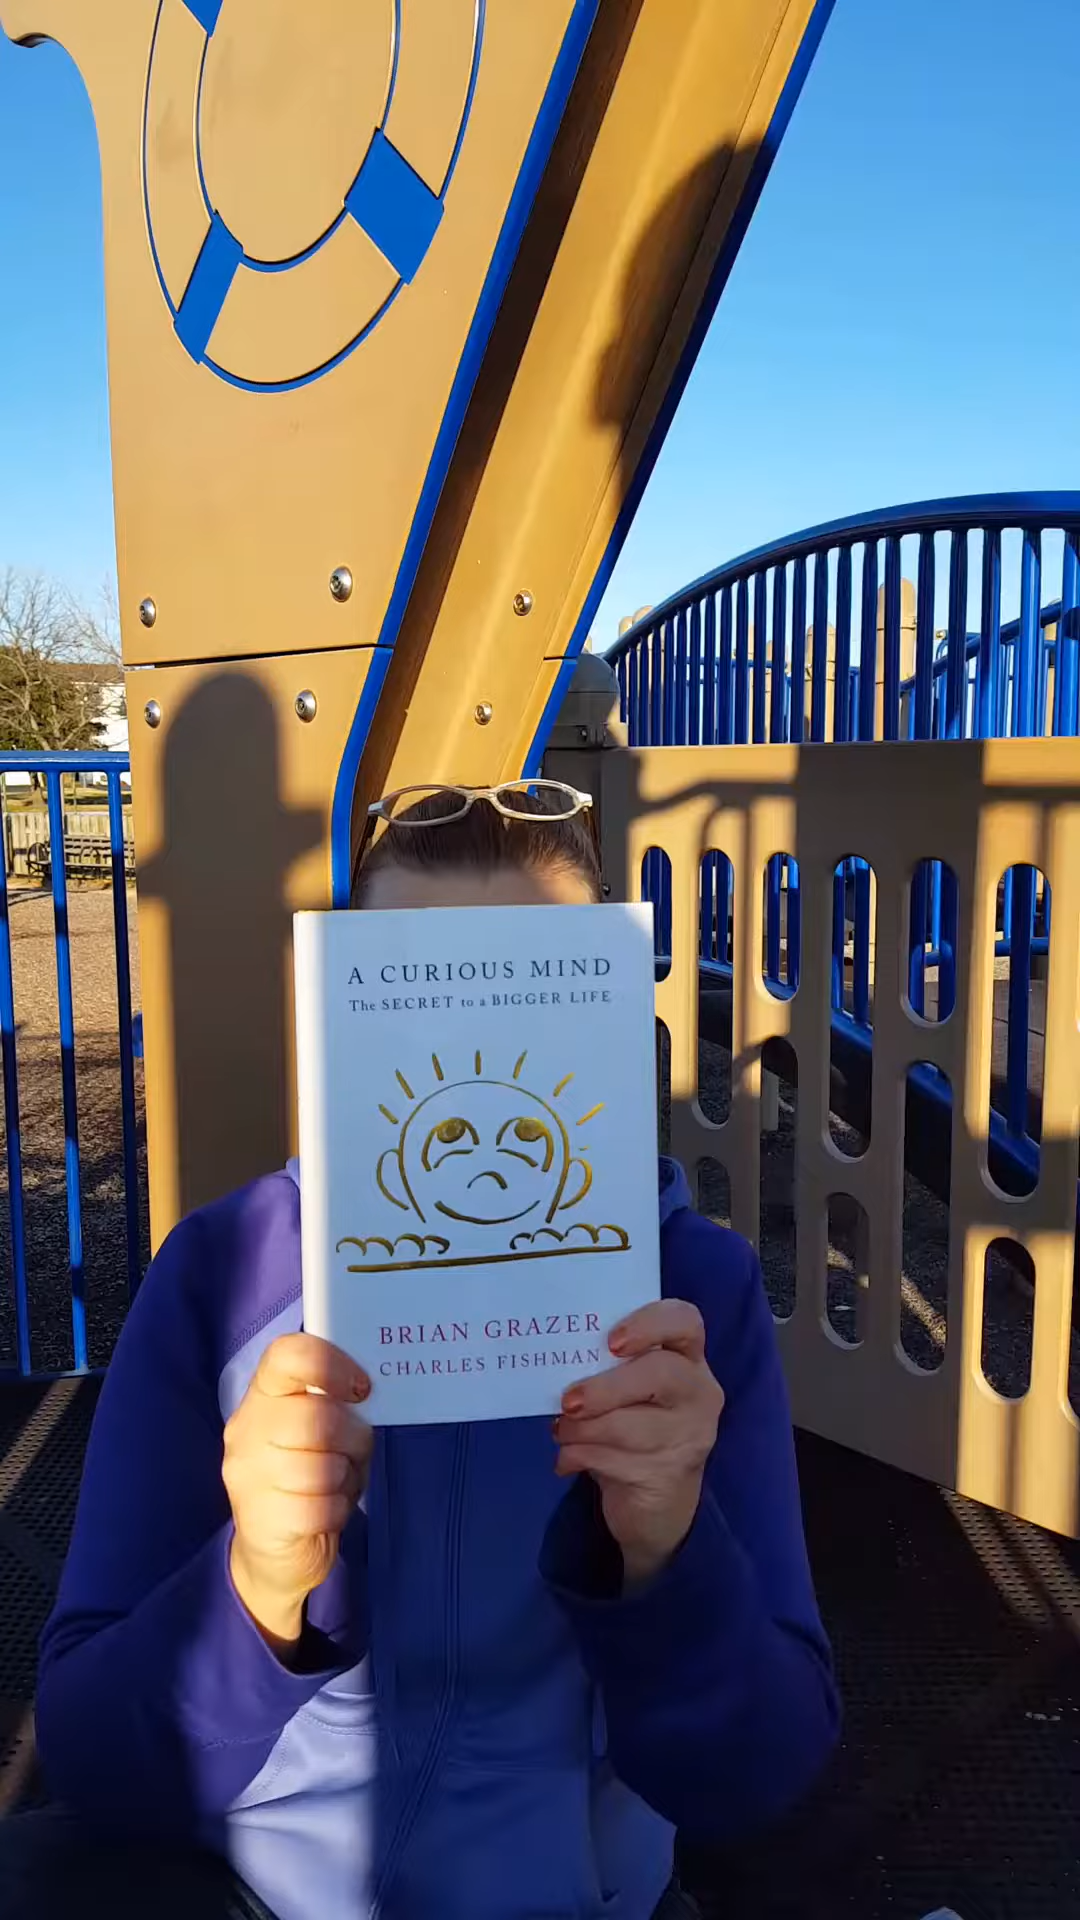 A CURIOUS MIND
The SECRET to a BIGGER LIFE
BRIAN GRAZER
CHARLES FISHMAN